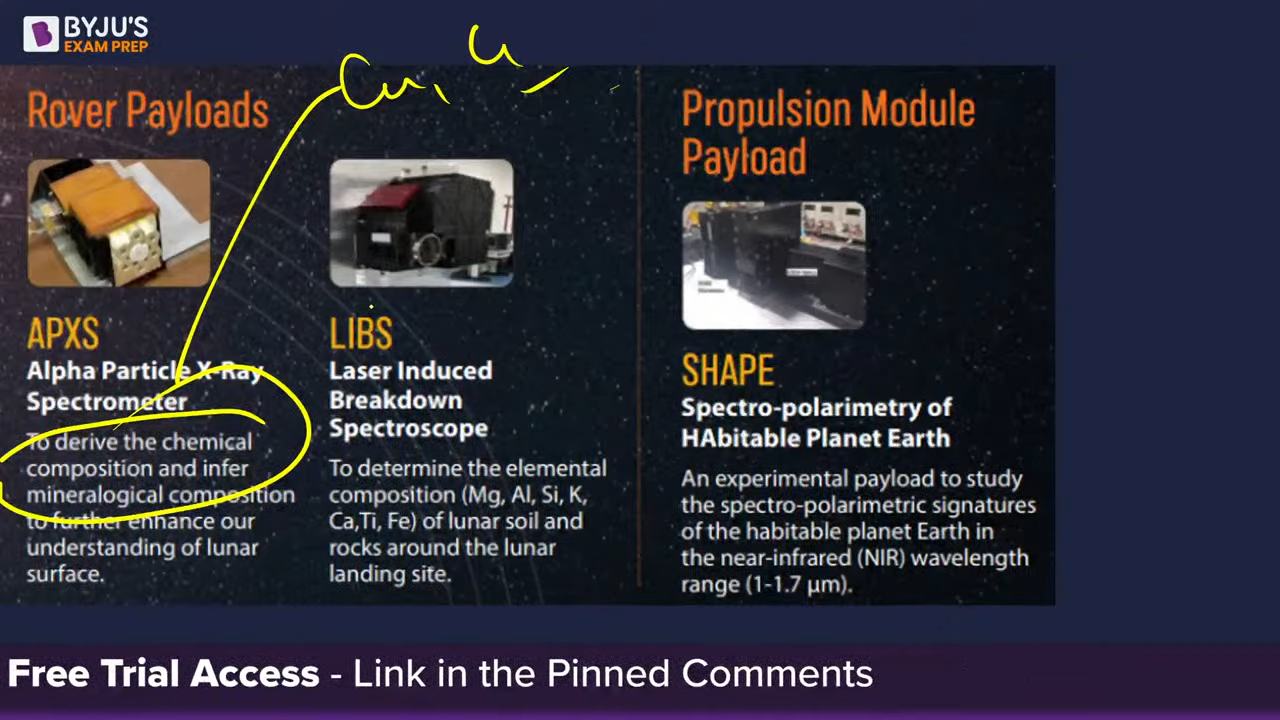 BYJU'S
EXAM PREP
Rover Payloads
APXS
Alpha Particle X-Ray
Spectrometer
To derive the chemical
composition and infer
mineralogical composition
to further enhance our
understanding of lunar
surface.
LIBS
Laser Induced
Breakdown
Spectroscope
To determine the elemental
composition (Mg, Al, Si, K,
Ca,Ti, Fe) of lunar soil and
rocks around the lunar
landing site.
Propulsion Module
Payload
SHAPE
Spectro-polarimetry of
HAbitable Planet Earth
An experimental payload to study
the spectro-polarimetric signatures
of the habitable planet Earth in
the near-infrared (NIR) wavelength
range (1-1.7 μm).
Free Trial Access - Link in the Pinned Comments